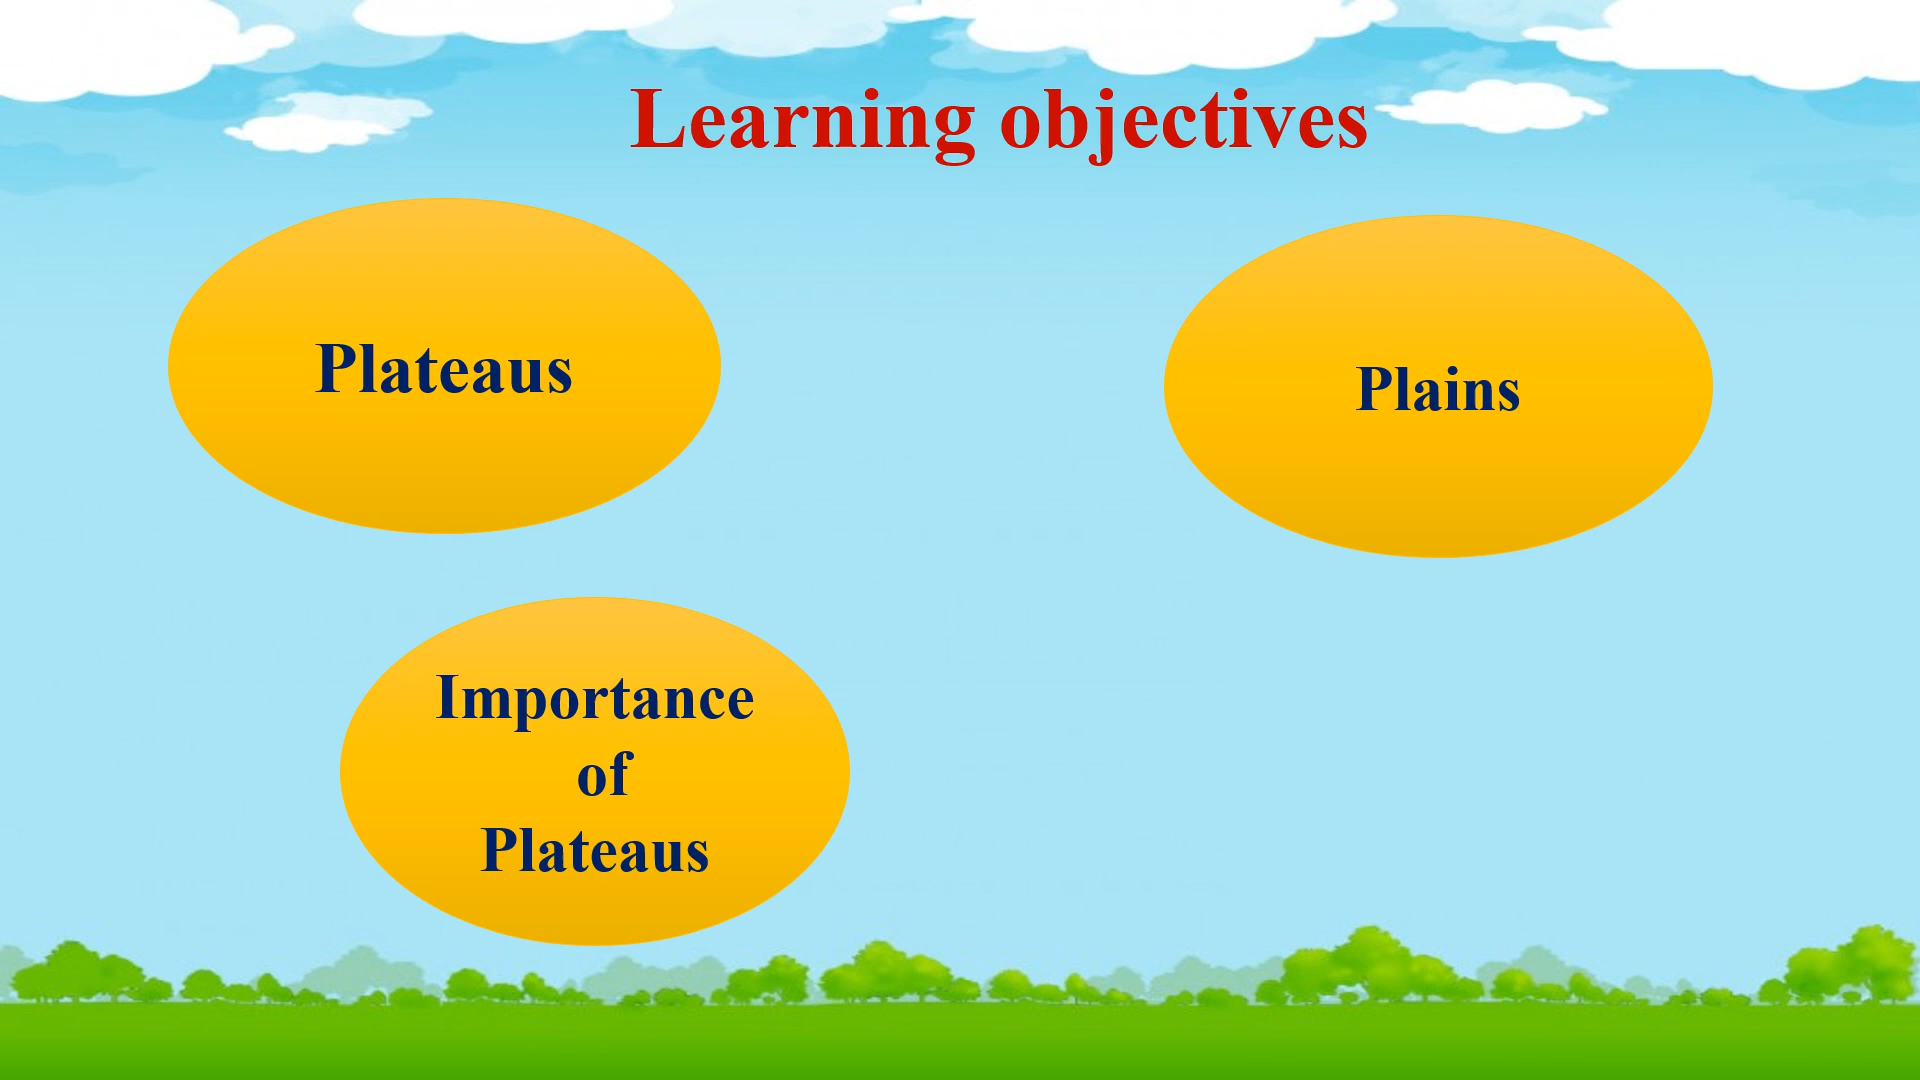 Learning objectives
Plateaus
Plains
Importance
of
Plateaus